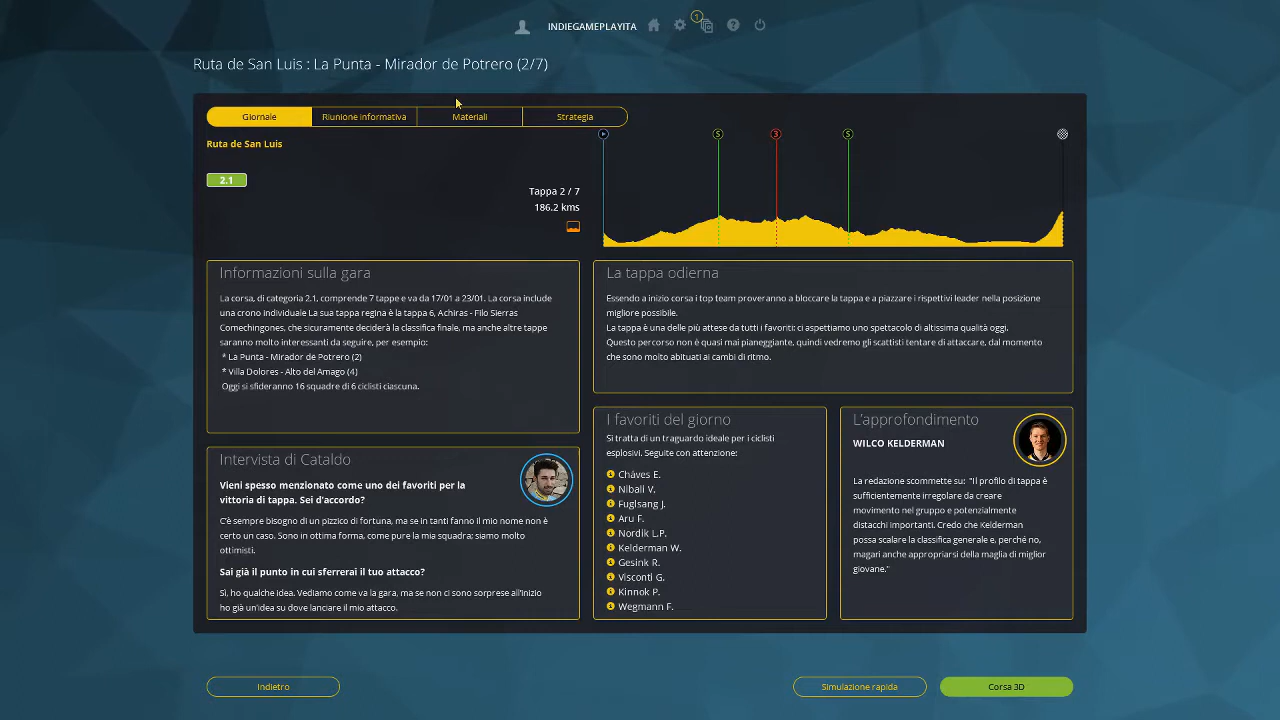 1
INDIEGAMEPLAYITA
Ruta de San Luis : La Punta - Mirador de Potrero (2/7)
Giornale
Riunione informativa
Materiali
Strategia
Ruta de San Luis
2.1
Tappa 2 / 7
186.2 kms
S
3
S
Informazioni sulla gara
La corsa, di categoria 2.1, comprende 7 tappe e va da 17/01 a 23/01. La corsa include
una crono individuale La sua tappa regina è la tappa 6, Achiras - Filo Sierras
Comechingones, che sicuramente deciderà la classifica finale, ma anche altre tappe
saranno molto interessanti da seguire, per esempio:
* La Punta - Mirador de Potrero (2)
* Villa Dolores - Alto del Amago (4)
Oggi si sfideranno 16 squadre di 6 ciclisti ciascuna.
La tappa odierna
Essendo a inizio corsa i top team proveranno a bloccare la tappa e a piazzare i rispettivi leader nella posizione
migliore possibile.
La tappa è una delle più attese da tutti i favoriti: ci aspettiamo uno spettacolo di altissima qualità oggi.
Questo percorso non è quasi mai pianeggiante, quindi vedremo gli scattisti tentare di attaccare, dal momento
che sono molto abituati ai cambi di ritmo.
Intervista di Cataldo
Vieni spesso menzionato come uno dei favoriti per la
vittoria di tappa. Sei d'accordo?
C'è sempre bisogno di un pizzico di fortuna, ma se in tanti fanno il mio nome non è
certo un caso. Sono in ottima forma, come pure la mia squadra; siamo molto
ottimisti.
Sai già il punto in cui sferrerai il tuo attacco?
Sì, ho qualche idea. Vediamo come va la gara, ma se non ci sono sorprese all'inizio
ho già un'idea su dove lanciare il mio attacco.
I favoriti del giorno
Si tratta di un traguardo ideale per i ciclisti
esplosivi. Seguite con attenzione:
Cháves E.
Nibali V.
Fuglsang J.
Aru F.
Nordik L.P.
Kelderman W.
Gesink R.
Visconti G.
Kinnok P.
Wegmann F.
L'approfondimento
WILCO KELDERMAN
La redazione scommette su: "Il profilo di tappa è
sufficientemente irregolare da creare
movimento nel gruppo e potenzialmente
distacchi importanti. Credo che Kelderman
possa scalare la classifica generale e, perché no,
magari anche appropriarsi della maglia di miglior
giovane."
Indietro
Simulazione rapida
Corsa 3D